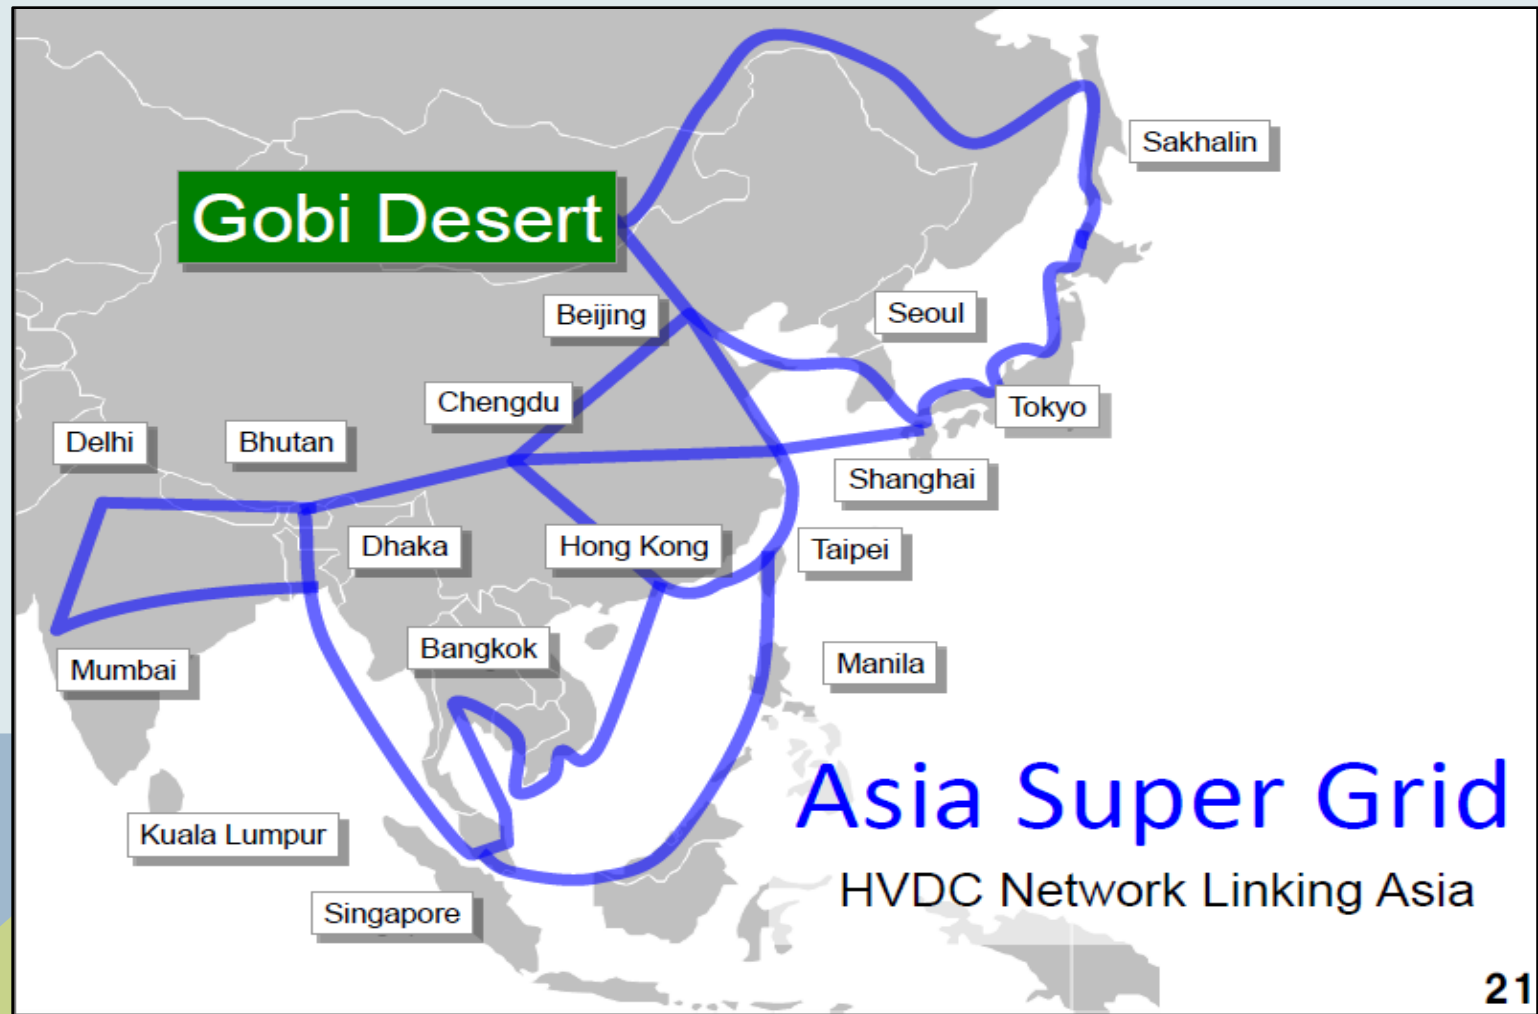 Sakhalin
Gobi Desert
Beijing
Seoul
Chengdu
Tokyo
Delhi
Bhutan
Shanghai
Dhaka
Hong Kong
Taipei
Bangkok
Manila
Mumbai
Asia Super Grid
Kuala Lumpur
HVDC Network Linking Asia
Singapore
21